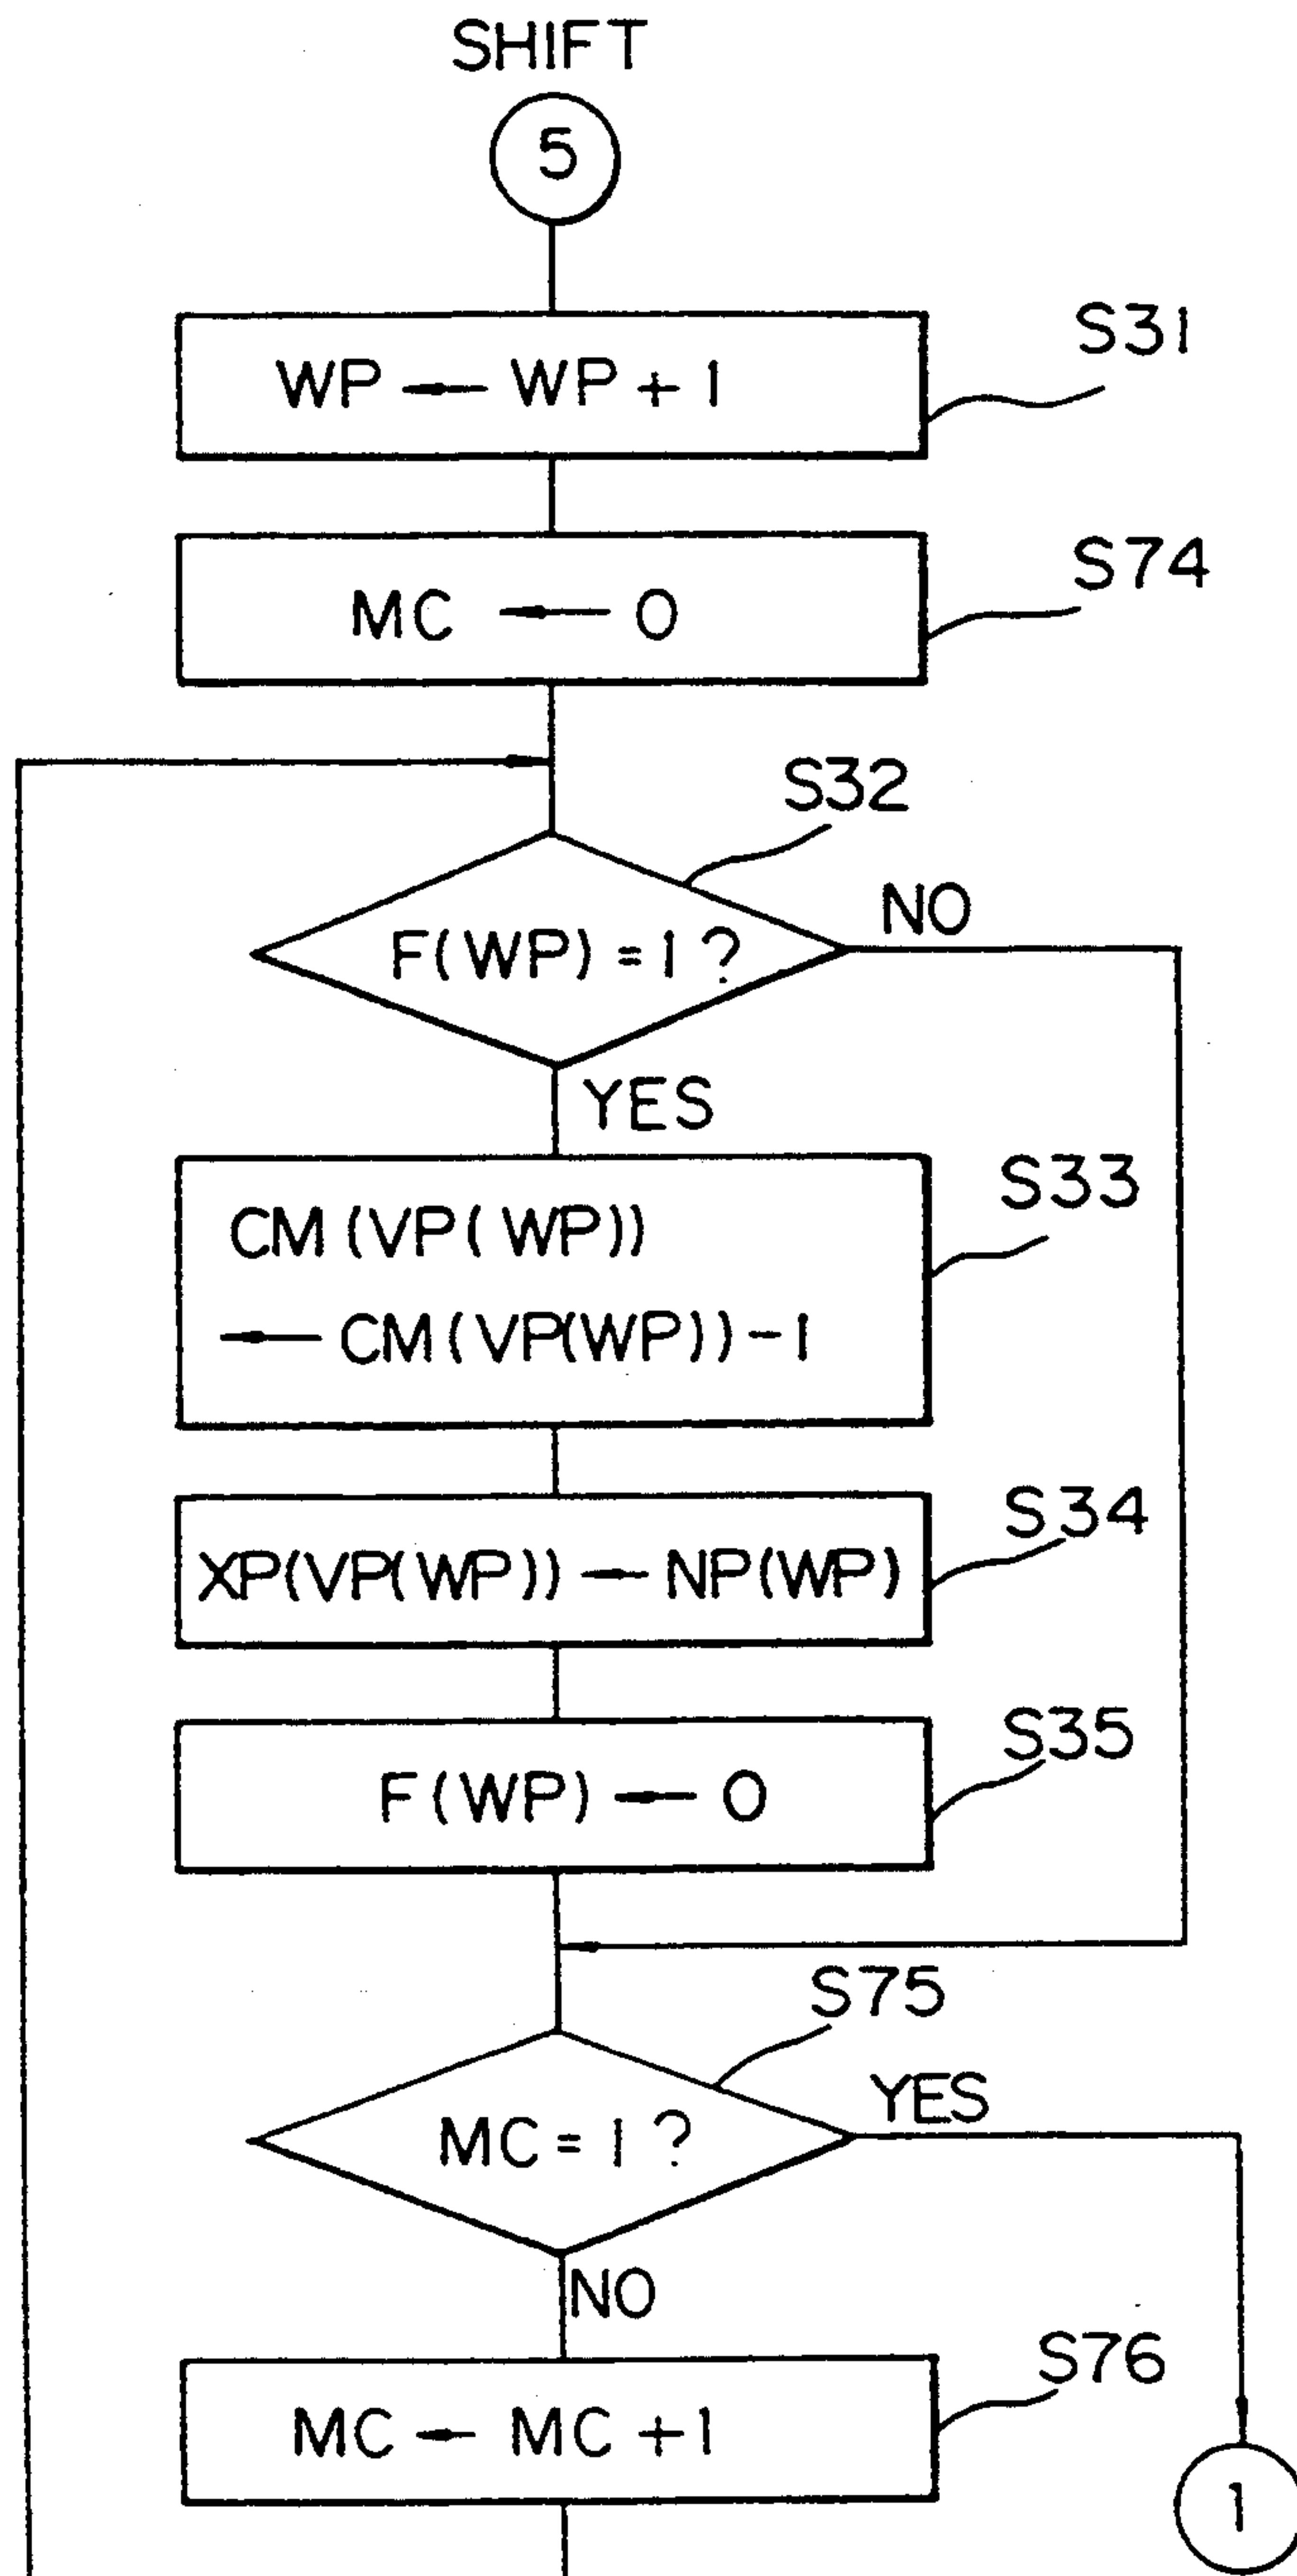 SHIFT
5
WP ← WP + 1
S31
MC ← 0
S74
S32
F(WP) = 1 ?
NO
YES
CM (VP( WP))
← CM(VP(WP)) - 1
S33
XP(VP(WP)) ← NP(WP)
S34
F(WP) ← 0
S35
S75
MC = 1 ?
YES
NO
MC ← MC + 1
S76
1